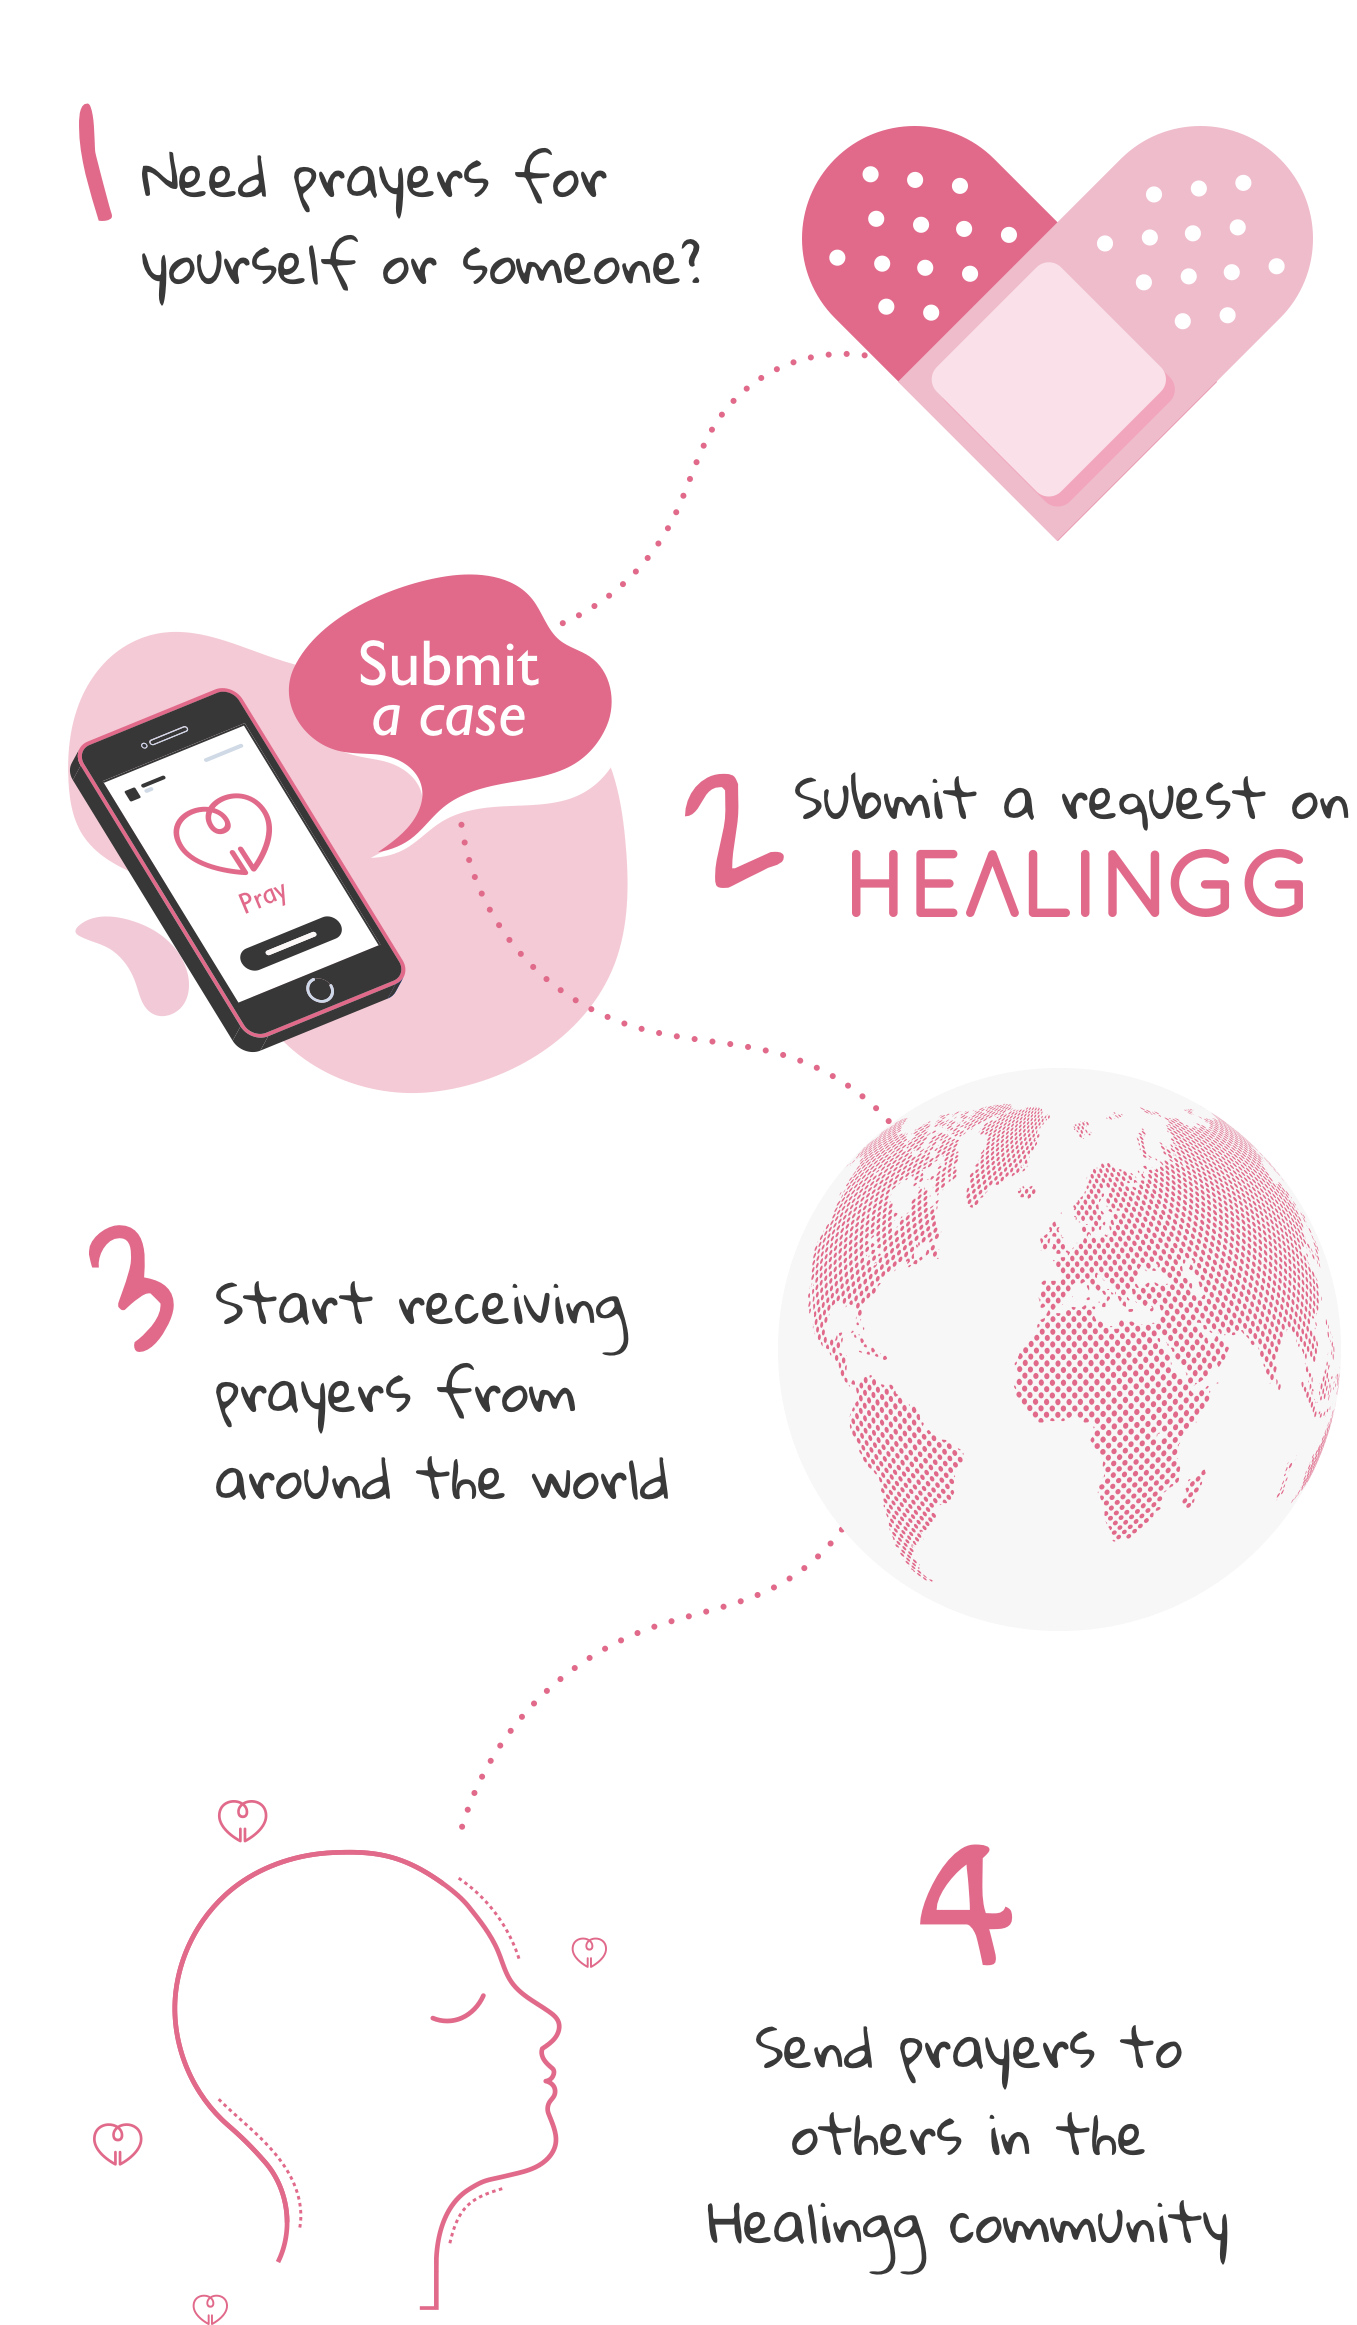 1
Need prayers for
yourself or someone?
Submit
a case
Pray
2
Submit a request on
HEALINGG
3
Start receiving
prayers from
around the world
4
Send prayers to
others in the
Healingg community